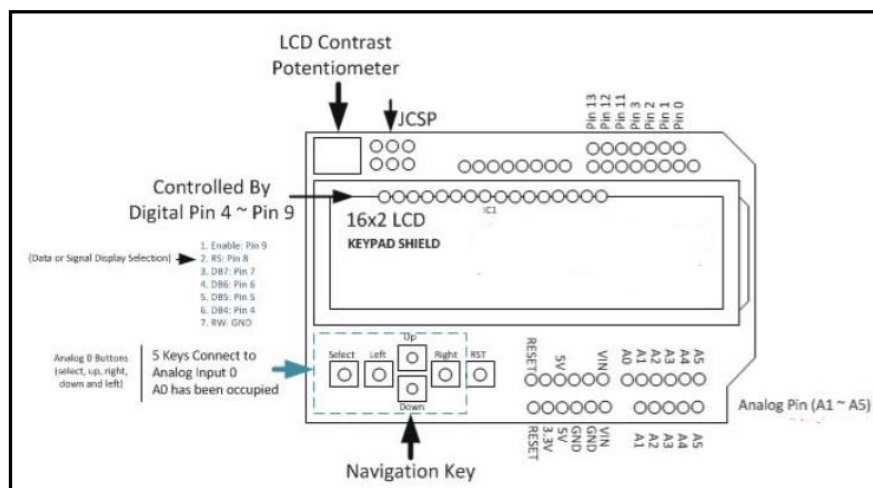 LCD Contrast
Potentiometer
JCSP
Pin 13
Pin 12
Pin 11
Pin 3
Pin 2
Pin 1
Pin 0
Controlled By
Digital Pin 4 ~ Pin 9
IC1
16x2 LCD
KEYPAD SHIELD
1. Enable: Pin 9
(Data or Signal Display Selection)
2. RS: Pin 8
3. DB7: Pin 7
4. DB6: Pin 6
5. DB5: Pin 5
6. DB4: Pin 4
7. RW: GND
Analog 0 Buttons
(select, up, right,
down and left)
5 Keys Connect to
Analog Input 0
A0 has been occupied
Up
Select
Left
Right
RST
Down
RESET
5V
VIN
A0
A1
A2
A3
A4
A5
Analog Pin (A1 ~ A5)
RESET
3.3V
5V
GND
GND
VIN
A1
A2
A3
A4
A5
Navigation Key